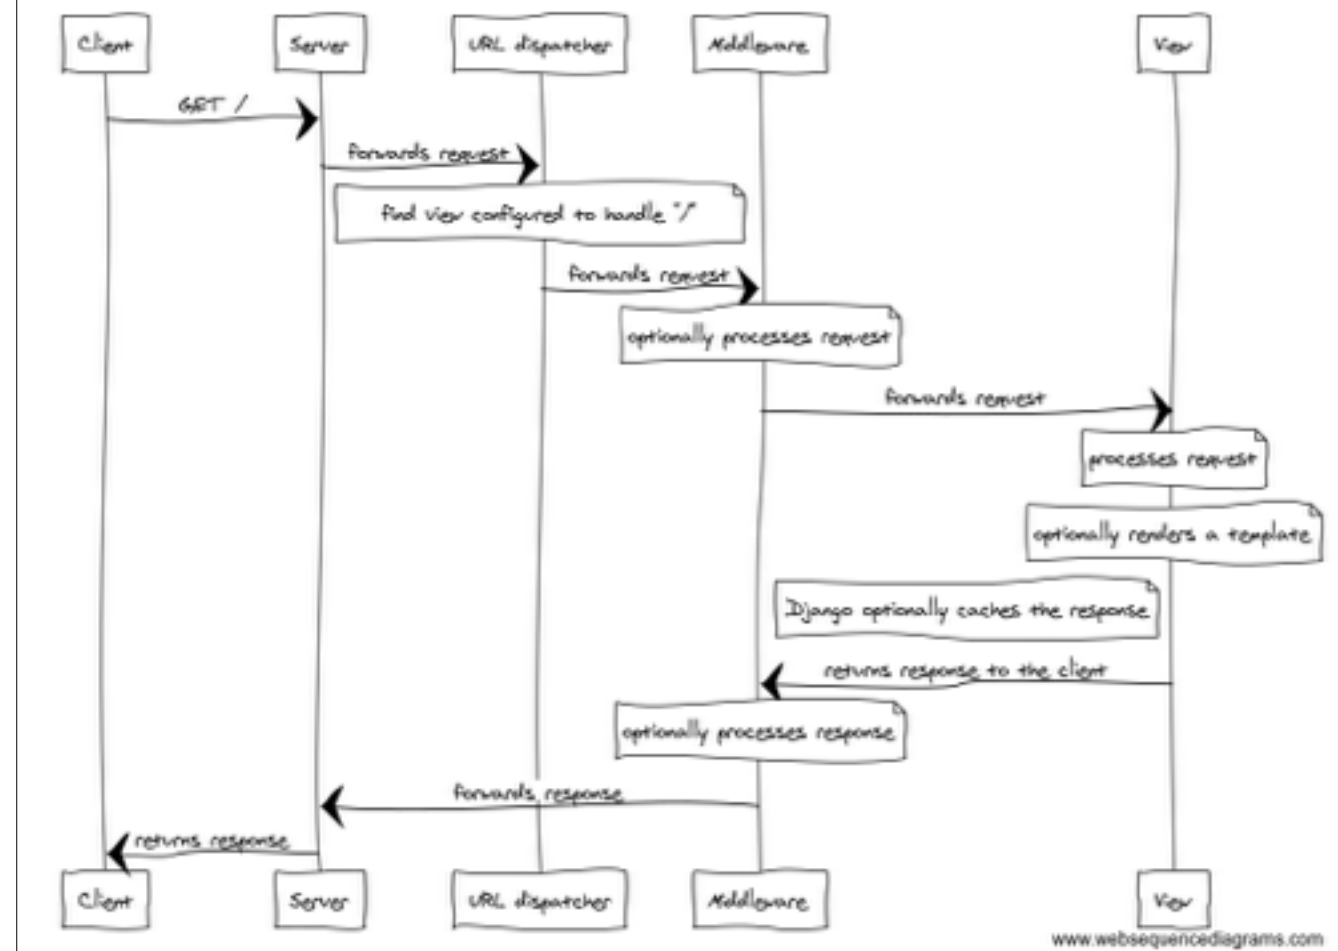 Client
Server
URL dispatcher
Middleware
View
GET /
forwards request
find view configured to handle "/"
forwards request
optionally processes request
forwards request
processes request
optionally renders a template
Django optionally caches the response
returns response to the client
optionally processes response
forwards response
returns response
Client
Server
URL dispatcher
Middleware
View
www.websequencediagrams.com